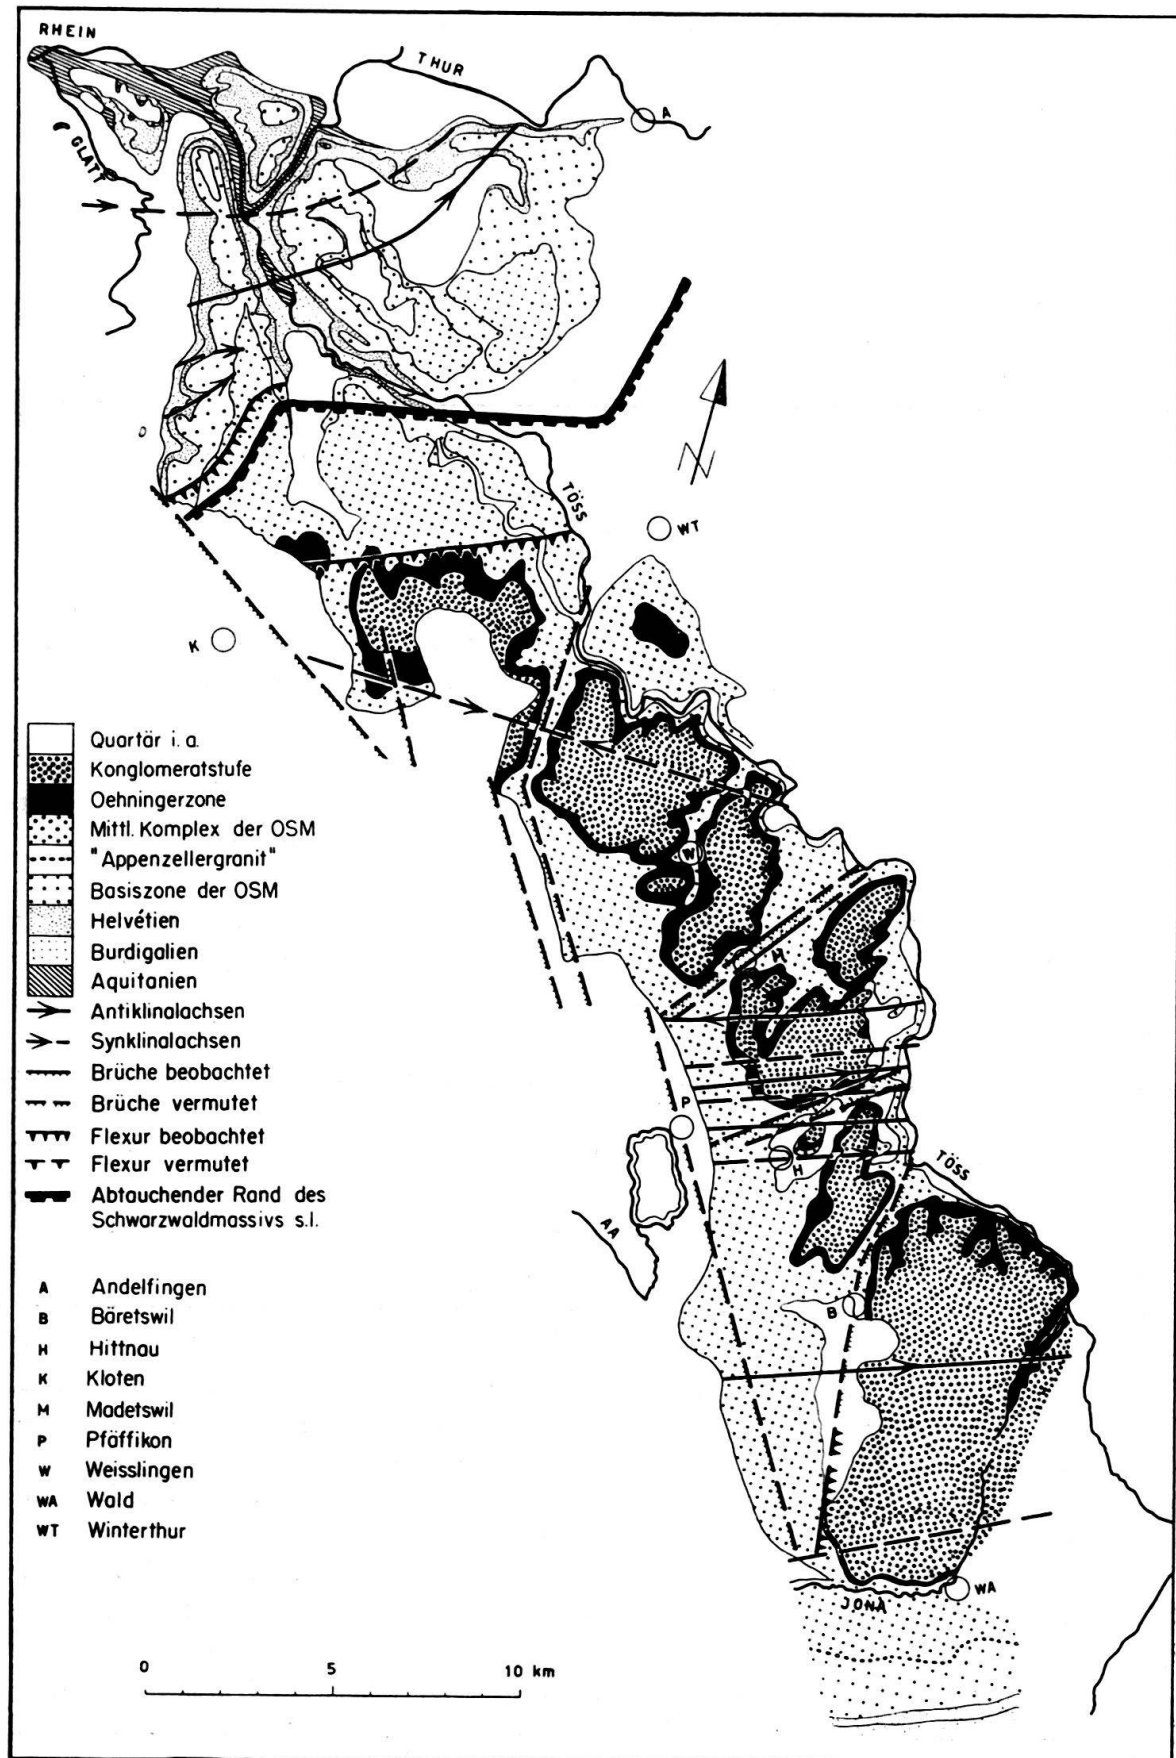 RHEIN
THUR
A
GLATT
TÖSS
WT
K
W
H
P
H
TÖSS
AA
B
WA
JONA
Quartär i. a.
Konglomeratstufe
Oehningerzone
Mittl. Komplex der OSM
"Appenzellergranit"
Basiszone der OSM
Helvétien
Burdigalien
Aquitanien
Antiklinalachsen
Synklinalachsen
Brüche beobachtet
Brüche vermutet
Flexur beobachtet
Flexur vermutet
Abtauchender Rand des
Schwarzwaldmassivs s.l.
A Andelfingen
B Bäretswil
H Hittnau
K Kloten
M Madetswil
P Pfäffikon
W Weisslingen
WA Wald
WT Winterthur
0 5 10 km